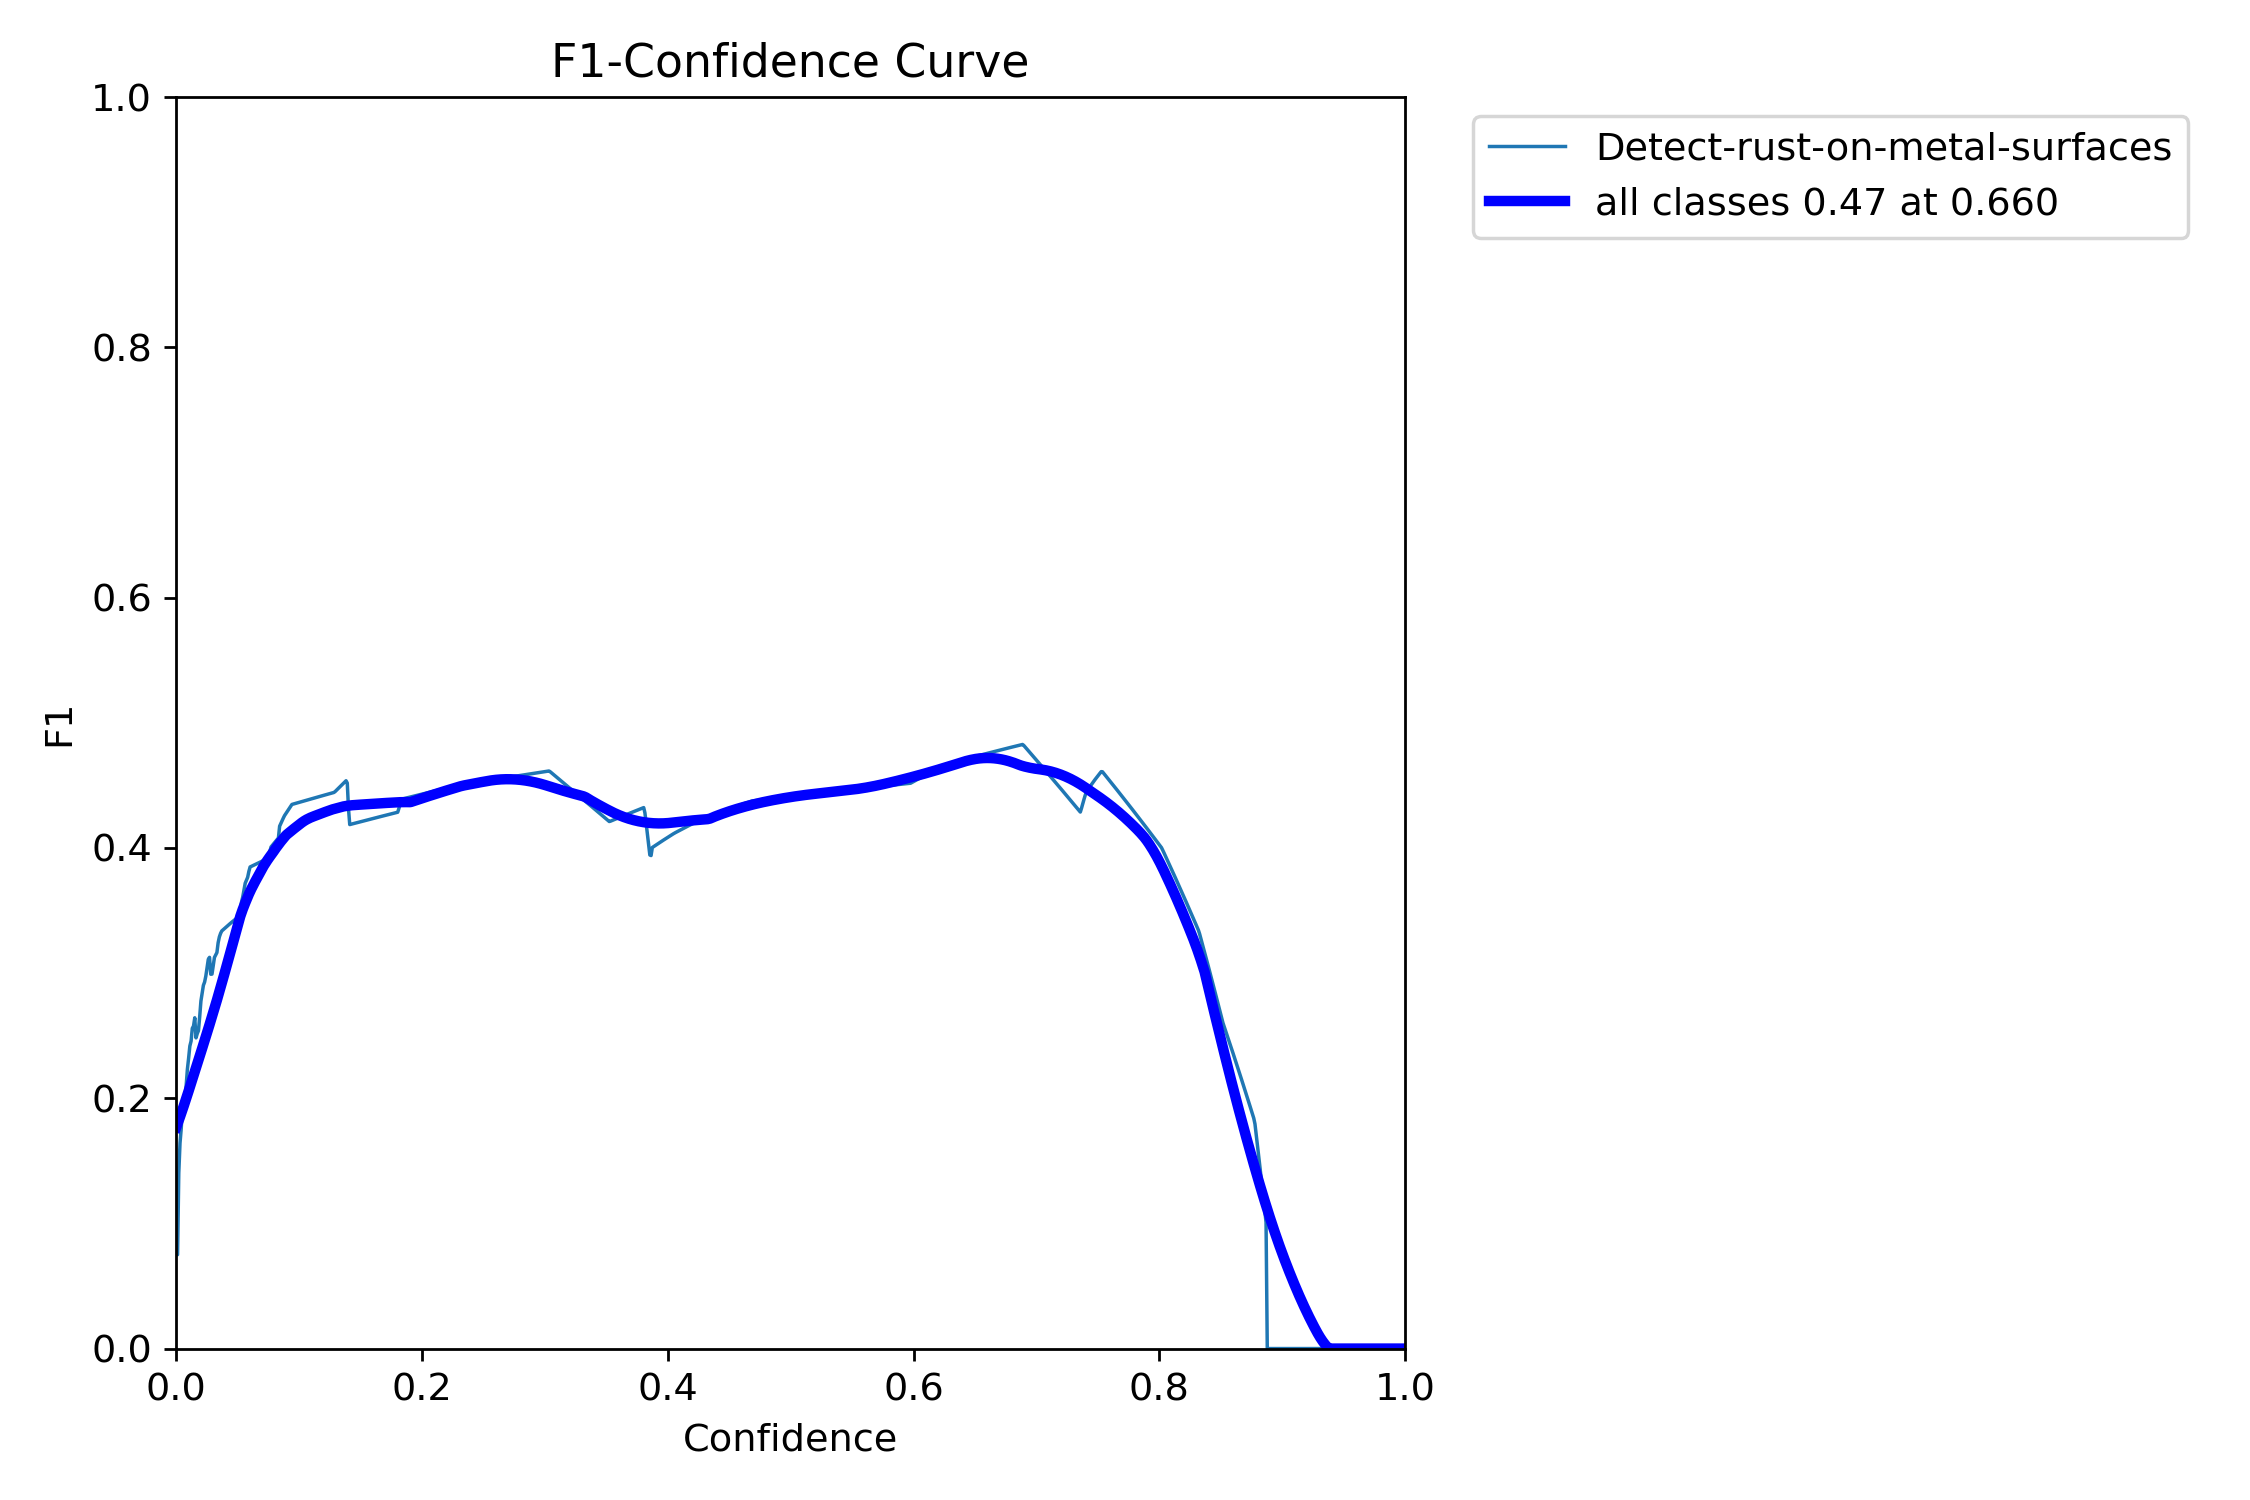 F1-Confidence Curve
1.0
0.8
0.6
0.4
0.2
0.0
F1
0.0 0.2 0.4 0.6 0.8 1.0
Confidence
Detect-rust-on-metal-surfaces
all classes 0.47 at 0.660